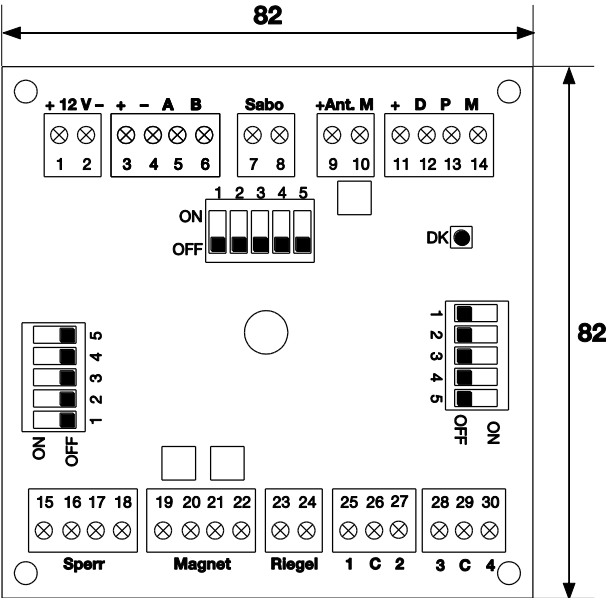 82
+ 12 V – + – A B Sabo +Ant. M + D P M
1 2 3 4 5 6 7 8 9 10 11 12 13 14
1 2 3 4 5
ON
OFF
DK
82
5
4
3
2
1
ON OFF
1
2
3
4
5
OFF ON
15 16 17 18 19 20 21 22 23 24 25 26 27 28 29 30
Sperr Magnet Riegel 1 C 2 3 C 4